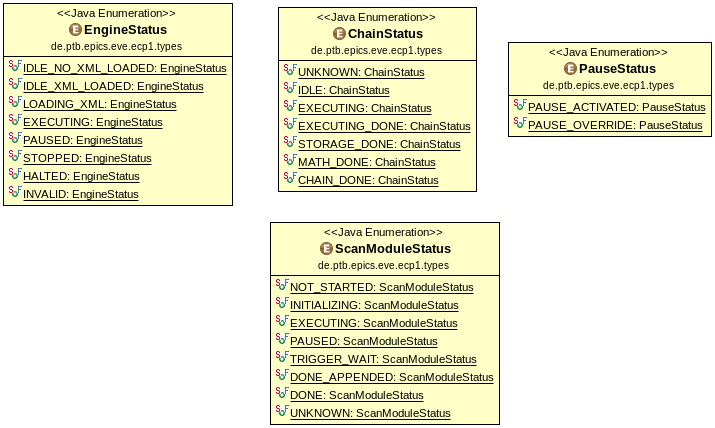 <<Java Enumeration>>
EngineStatus
de.ptb.epics.eve.ecp1.types
IDLE_NO_XML_LOADED: EngineStatus
IDLE_XML_LOADED: EngineStatus
LOADING_XML: EngineStatus
EXECUTING: EngineStatus
PAUSED: EngineStatus
STOPPED: EngineStatus
HALTED: EngineStatus
INVALID: EngineStatus
<<Java Enumeration>>
ChainStatus
de.ptb.epics.eve.ecp1.types
UNKNOWN: ChainStatus
IDLE: ChainStatus
EXECUTING: ChainStatus
EXECUTING_DONE: ChainStatus
STORAGE_DONE: ChainStatus
MATH_DONE: ChainStatus
CHAIN_DONE: ChainStatus
<<Java Enumeration>>
PauseStatus
de.ptb.epics.eve.ecp1.types
PAUSE_ACTIVATED: PauseStatus
PAUSE_OVERRIDE: PauseStatus
<<Java Enumeration>>
ScanModuleStatus
de.ptb.epics.eve.ecp1.types
NOT_STARTED: ScanModuleStatus
INITIALIZING: ScanModuleStatus
EXECUTING: ScanModuleStatus
PAUSED: ScanModuleStatus
TRIGGER_WAIT: ScanModuleStatus
DONE_APPENDED: ScanModuleStatus
DONE: ScanModuleStatus
UNKNOWN: ScanModuleStatus